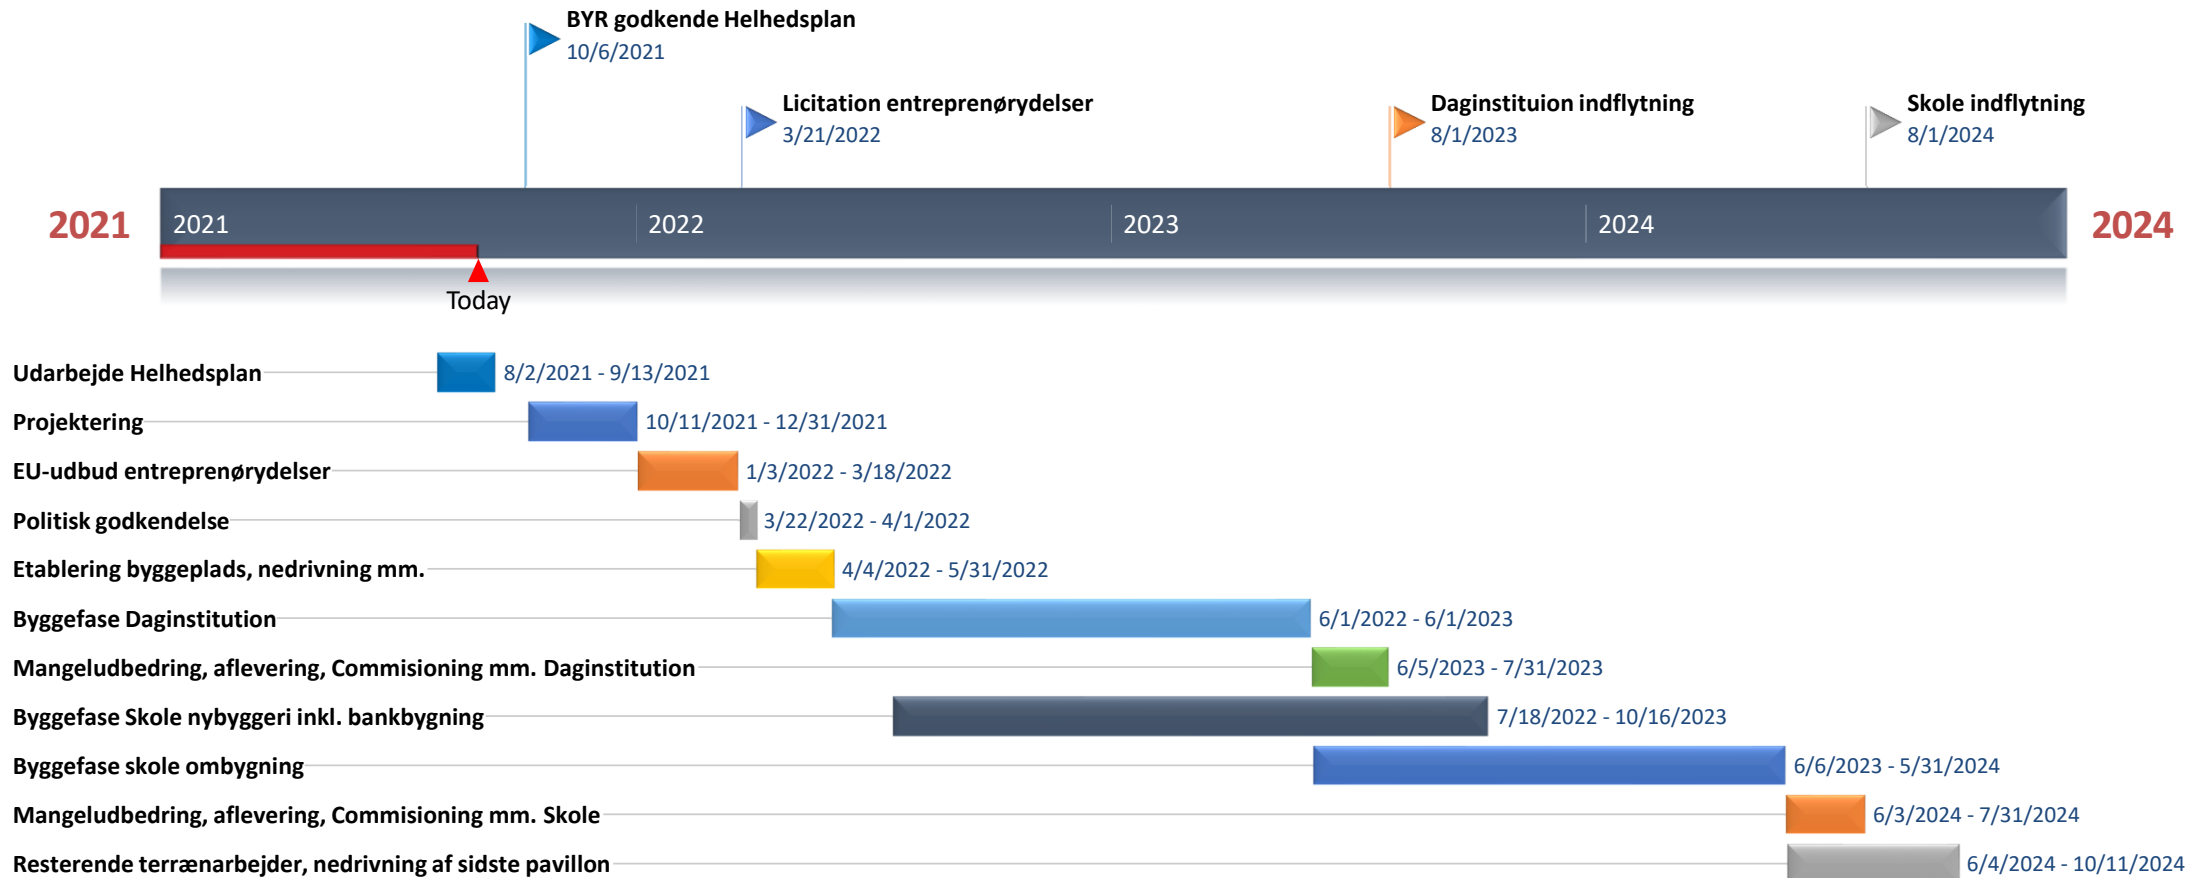 BYR godkende Helhedsplan
10/6/2021
Licitation entreprenørydelser
3/21/2022
Daginstituion indflytning
8/1/2023
Skole indflytning
8/1/2024
2021 2021 2022 2023 2024 2024
Today
Udarbejde Helhedsplan 8/2/2021 - 9/13/2021
Projektering 10/11/2021 - 12/31/2021
EU-udbud entreprenørydelser 1/3/2022 - 3/18/2022
Politisk godkendelse 3/22/2022 - 4/1/2022
Etablering byggeplads, nedrivning mm. 4/4/2022 - 5/31/2022
Byggefase Daginstitution 6/1/2022 - 6/1/2023
Mangeludbedring, aflevering, Commisioning mm. Daginstitution 6/5/2023 - 7/31/2023
Byggefase Skole nybyggeri inkl. bankbygning 7/18/2022 - 10/16/2023
Byggefase skole ombygning 6/6/2023 - 5/31/2024
Mangeludbedring, aflevering, Commisioning mm. Skole 6/3/2024 - 7/31/2024
Resterende terrænarbejder, nedrivning af sidste pavillon 6/4/2024 - 10/11/2024